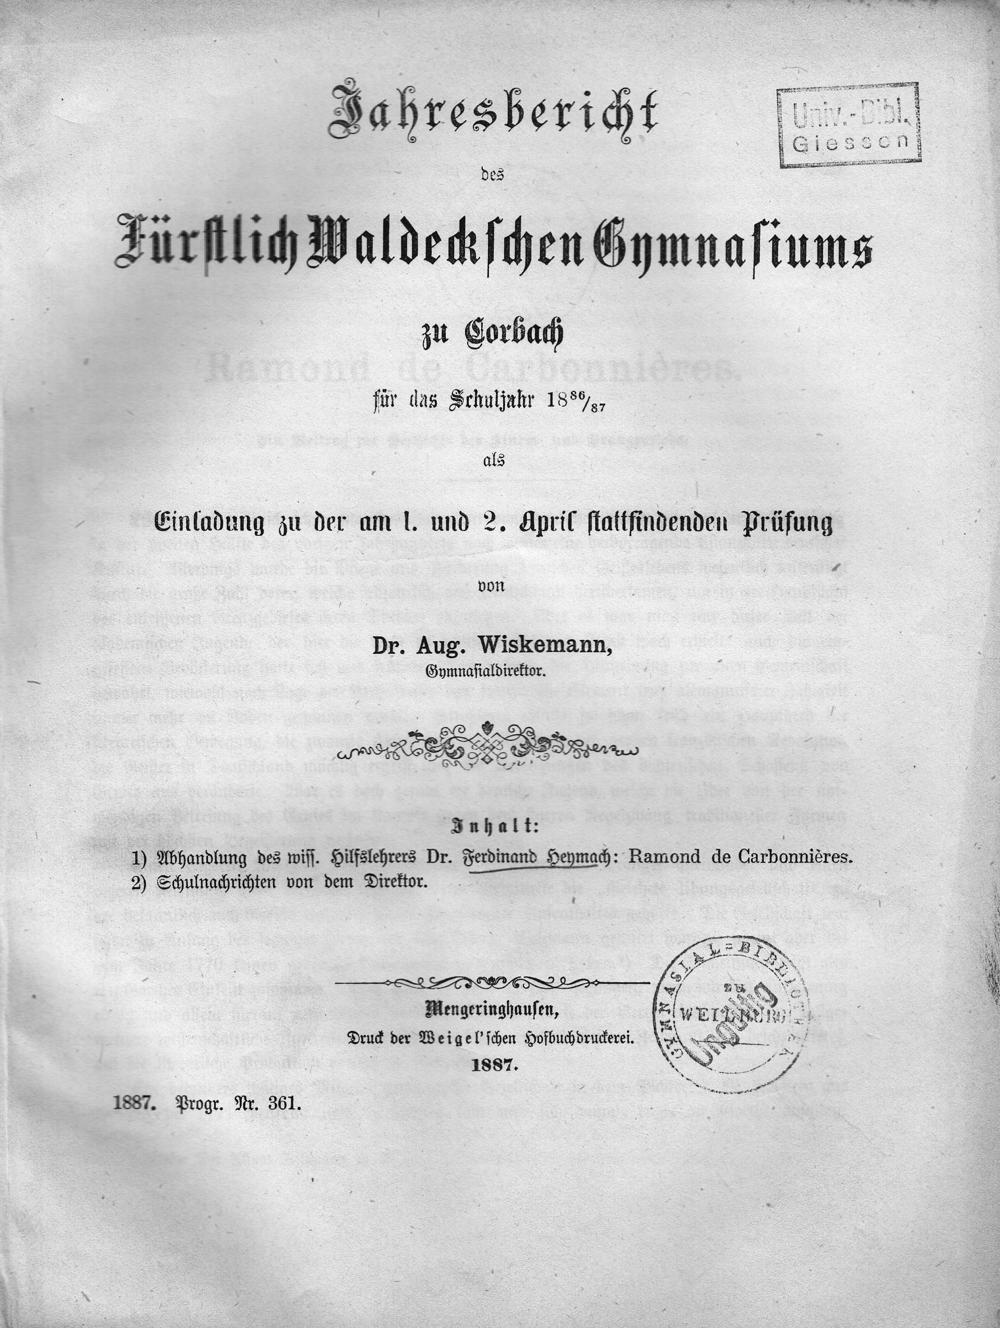 Jahresbericht
Univ.-Bibl.
Giessen
des
Fürstlich Waldeckschen Gymnasiums
zu Corbach
für das Schuljahr 18⁸⁶/₈₇
als
Einladung zu der am 1. und 2. April stattfindenden Prüfung
von
Dr. Aug. Wiskemann,
Gymnasialdirektor.
Inhalt:
1) Abhandlung des wiss. Hilfslehrers Dr. Ferdinand Heymach: Ramond de Carbonnières.
2) Schulnachrichten von dem Direktor.
Mengeringhausen,
Druck der Weigel'schen Hofbuchdruckerei.
1887.
GYMNASIAL=BIBLIOTHEK
ZU
WEILBURG
Ungültig
1887. Progr. Nr. 361.